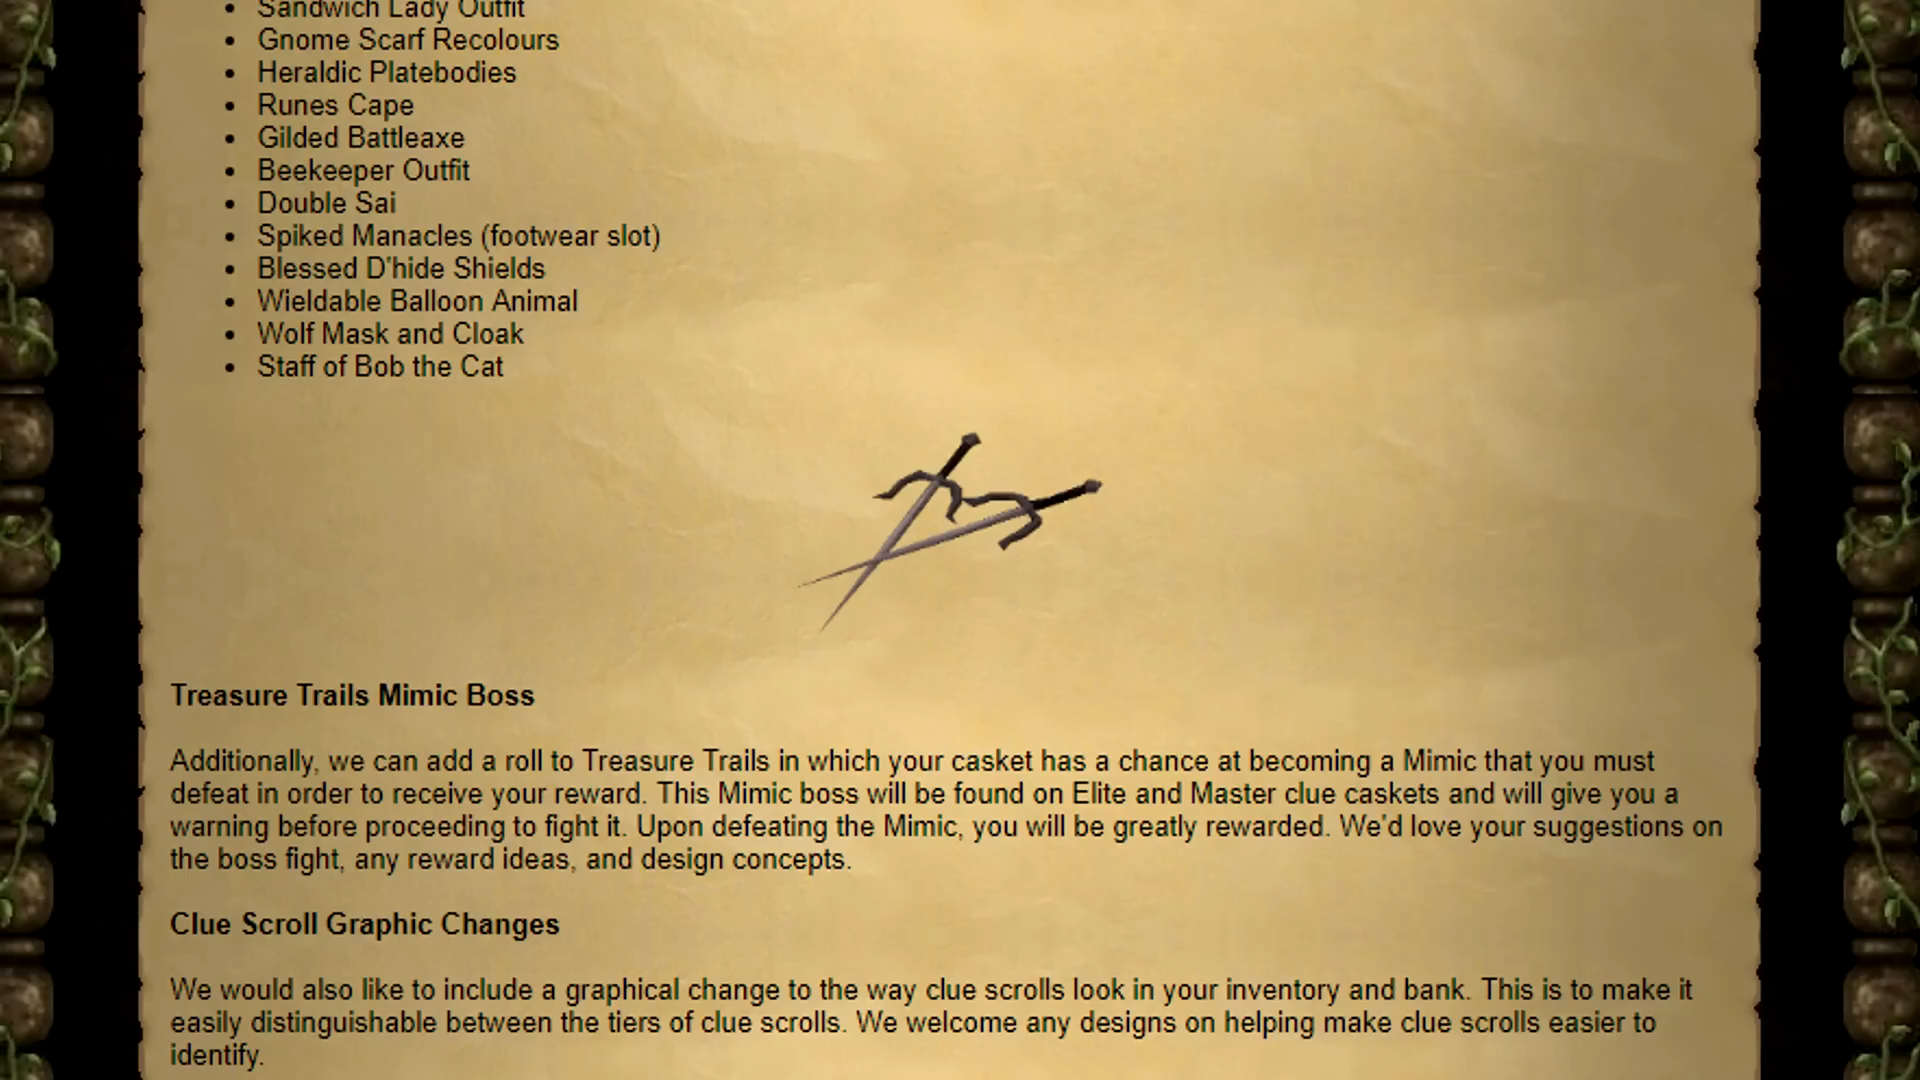 Sandwich Lady Outfit
Gnome Scarf Recolours
Heraldic Platebodies
Runes Cape
Gilded Battleaxe
Beekeeper Outfit
Double Sai
Spiked Manacles (footwear slot)
Blessed D'hide Shields
Wieldable Balloon Animal
Wolf Mask and Cloak
Staff of Bob the Cat
Treasure Trails Mimic Boss
Additionally, we can add a roll to Treasure Trails in which your casket has a chance at becoming a Mimic that you must
defeat in order to receive your reward. This Mimic boss will be found on Elite and Master clue caskets and will give you a
warning before proceeding to fight it. Upon defeating the Mimic, you will be greatly rewarded. We'd love your suggestions on
the boss fight, any reward ideas, and design concepts.
Clue Scroll Graphic Changes
We would also like to include a graphical change to the way clue scrolls look in your inventory and bank. This is to make it
easily distinguishable between the tiers of clue scrolls. We welcome any designs on helping make clue scrolls easier to
identify.